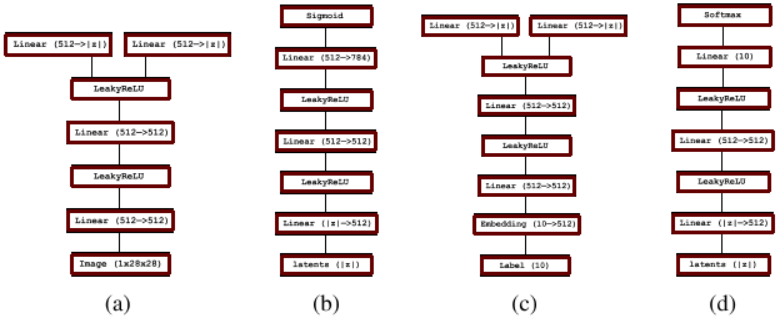 Linear (512->|z|) Linear (512->|z|)
LeakyReLU
Linear (512->512)
LeakyReLU
Linear (512->512)
Image (1x28x28)
(a)
Sigmoid
Linear (512->784)
LeakyReLU
Linear (512->512)
LeakyReLU
Linear (|z|->512)
latents (|z|)
(b)
Linear (512->|z|) Linear (512->|z|)
LeakyReLU
Linear (512->512)
LeakyReLU
Linear (512->512)
Embedding (10->512)
Label (10)
(c)
Softmax
Linear (10)
LeakyReLU
Linear (512->512)
LeakyReLU
Linear (|z|->512)
latents (|z|)
(d)